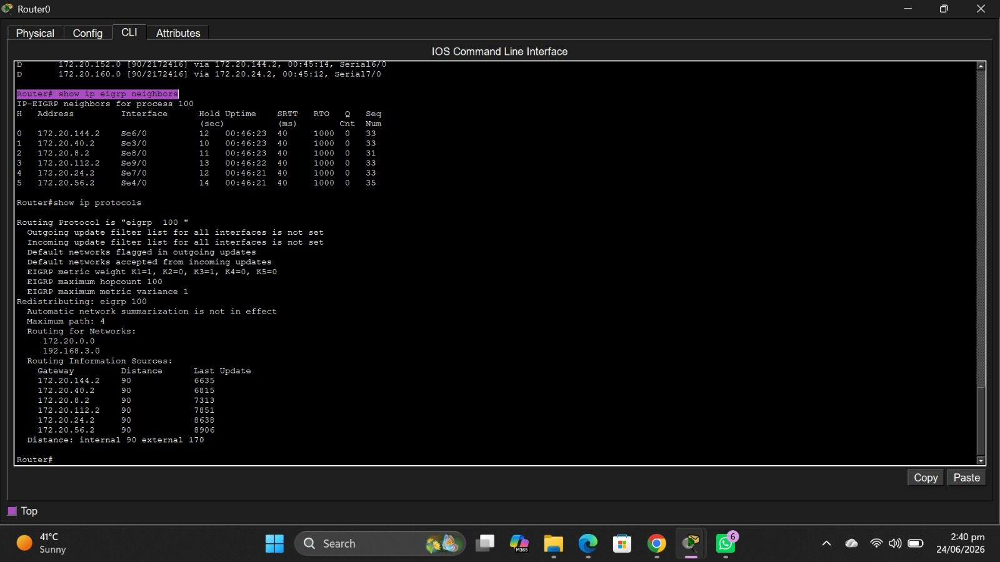 Router0
Physical Config CLI Attributes
IOS Command Line Interface
D 172.20.152.0 [90/2172416] via 172.20.144.2, 00:45:14, Serial6/0
D 172.20.160.0 [90/2172416] via 172.20.24.2, 00:45:12, Serial7/0
Router# show ip eigrp neighbors
IP-EIGRP neighbors for process 100
H Address Interface Hold Uptime SRTT RTO Q Seq
(sec) (ms) Cnt Num
0 172.20.144.2 Se6/0 12 00:46:23 40 1000 0 33
1 172.20.40.2 Se3/0 10 00:46:23 40 1000 0 33
2 172.20.8.2 Se8/0 11 00:46:23 40 1000 0 31
3 172.20.112.2 Se9/0 13 00:46:22 40 1000 0 33
4 172.20.24.2 Se7/0 12 00:46:21 40 1000 0 33
5 172.20.56.2 Se4/0 14 00:46:21 40 1000 0 35
Router#show ip protocols
Routing Protocol is "eigrp  100 "
Outgoing update filter list for all interfaces is not set
Incoming update filter list for all interfaces is not set
Default networks flagged in outgoing updates
Default networks accepted from incoming updates
EIGRP metric weight K1=1, K2=0, K3=1, K4=0, K5=0
EIGRP maximum hopcount 100
EIGRP maximum metric variance 1
Redistributing: eigrp 100
Automatic network summarization is not in effect
Maximum path: 4
Routing for Networks:
172.20.0.0
192.168.3.0
Routing Information Sources:
Gateway Distance Last Update
172.20.144.2 90 6635
172.20.40.2 90 6815
172.20.8.2 90 7313
172.20.112.2 90 7851
172.20.24.2 90 8638
172.20.56.2 90 8906
Distance: internal 90 external 170
Router#
Copy Paste
Top
41°C
Sunny
Search
M365
6
2:40 pm
24/06/2026